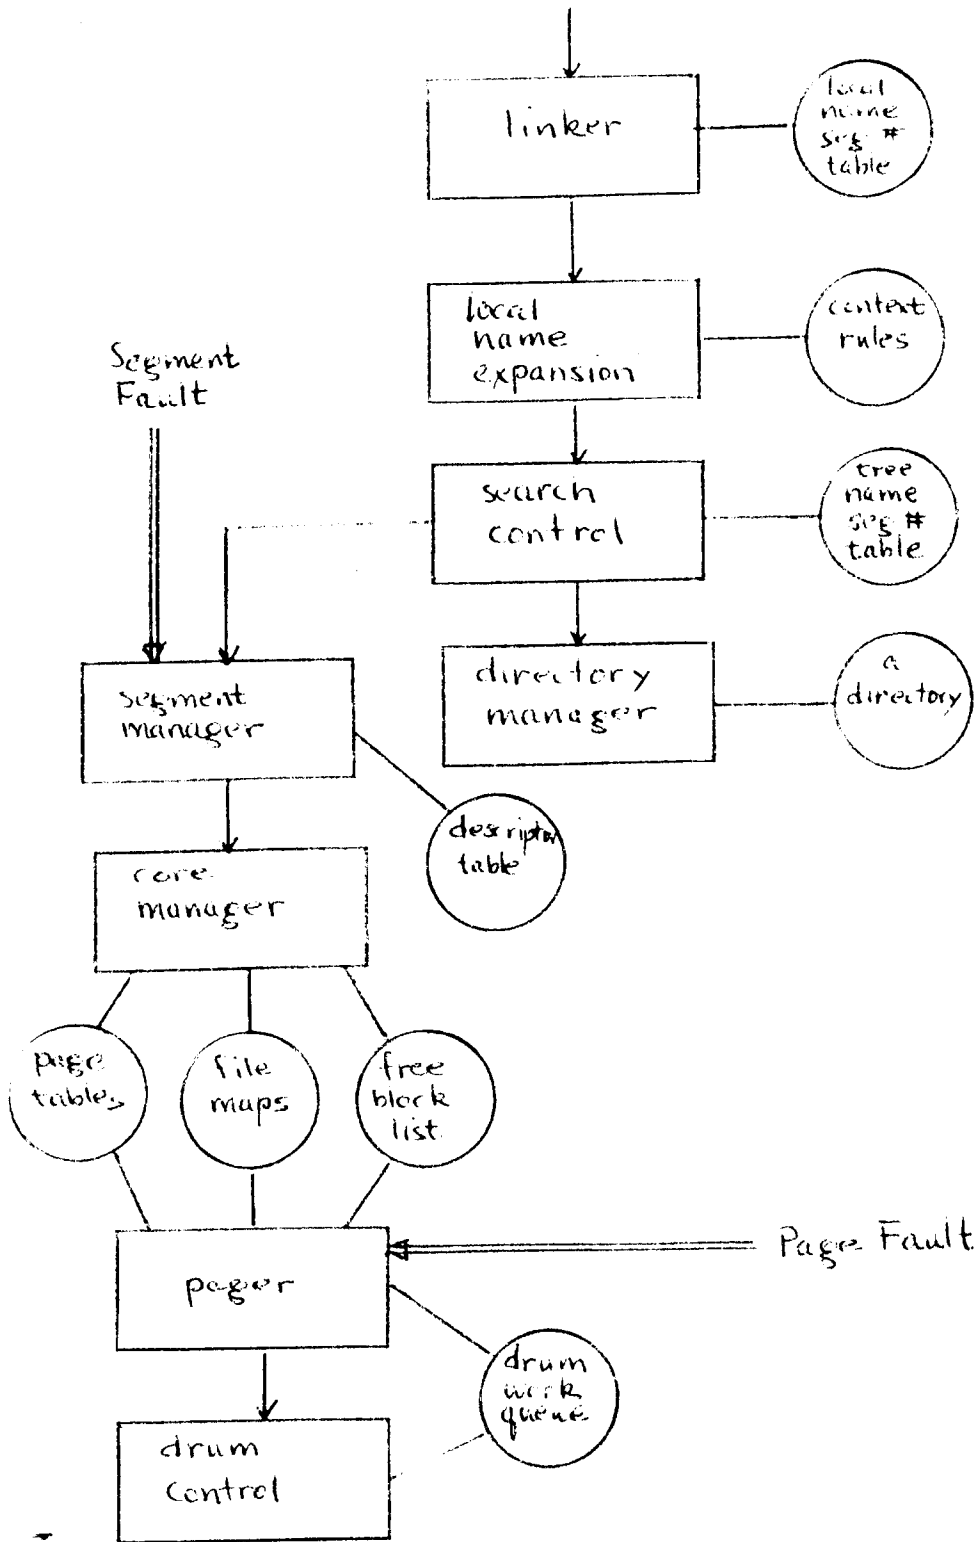 linker
local
name
seg #
table
local
name
expansion
context
rules
Segment
Fault
search
control
tree
name
seg #
table
segment
manager
directory
manager
a
directory
descriptor
table
core
manager
page
tables
file
maps
free
block
list
pager
Page Fault
drum
work
queue
drum
control